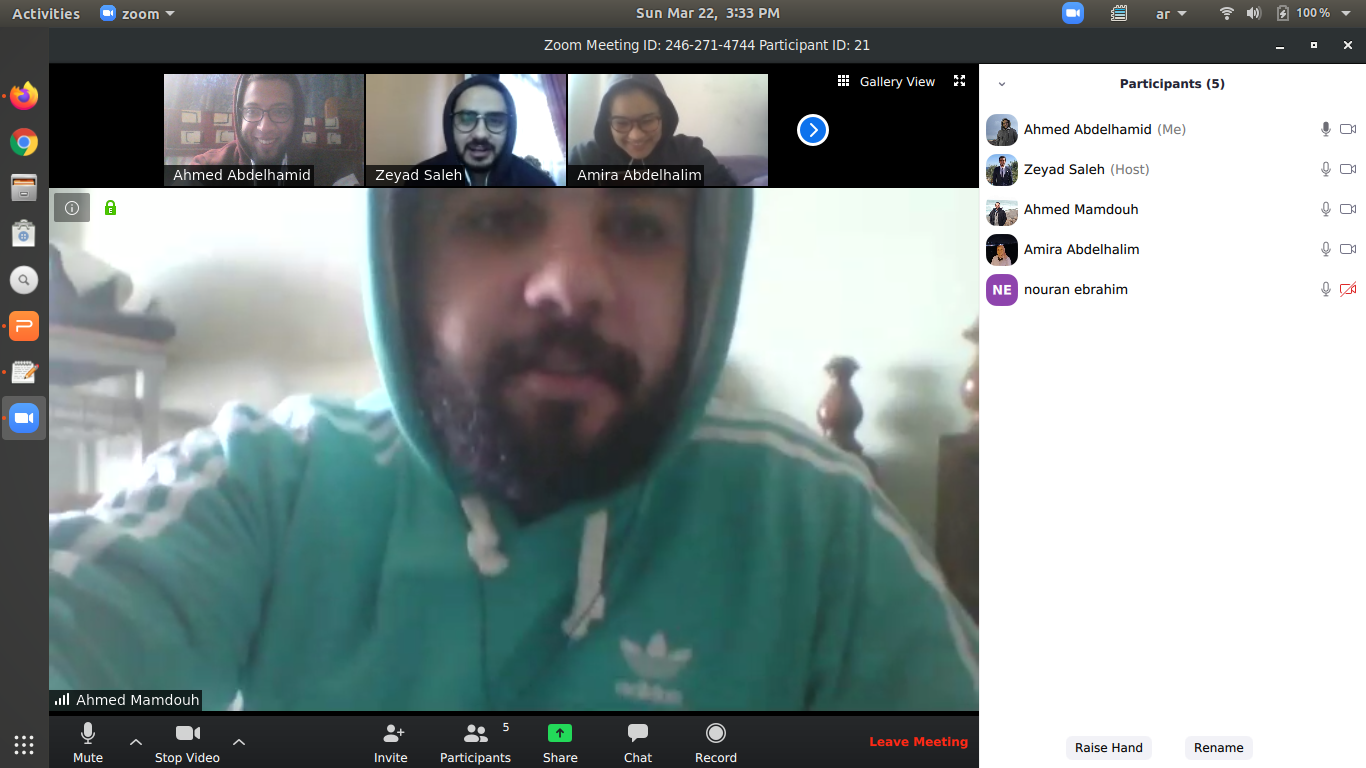 Activities
zoom
Sun Mar 22, 3:33 PM
ar
100 %
Zoom Meeting ID: 246-271-4744 Participant ID: 21
Gallery View
Ahmed Abdelhamid
Zeyad Saleh
Amira Abdelhalim
Participants (5)
Ahmed Abdelhamid (Me)
Zeyad Saleh (Host)
Ahmed Mamdouh
Amira Abdelhalim
NE nouran ebrahim
adidas
Ahmed Mamdouh
Mute
Stop Video
Invite
Participants
5
Share
Chat
Record
Leave Meeting
Raise Hand
Rename